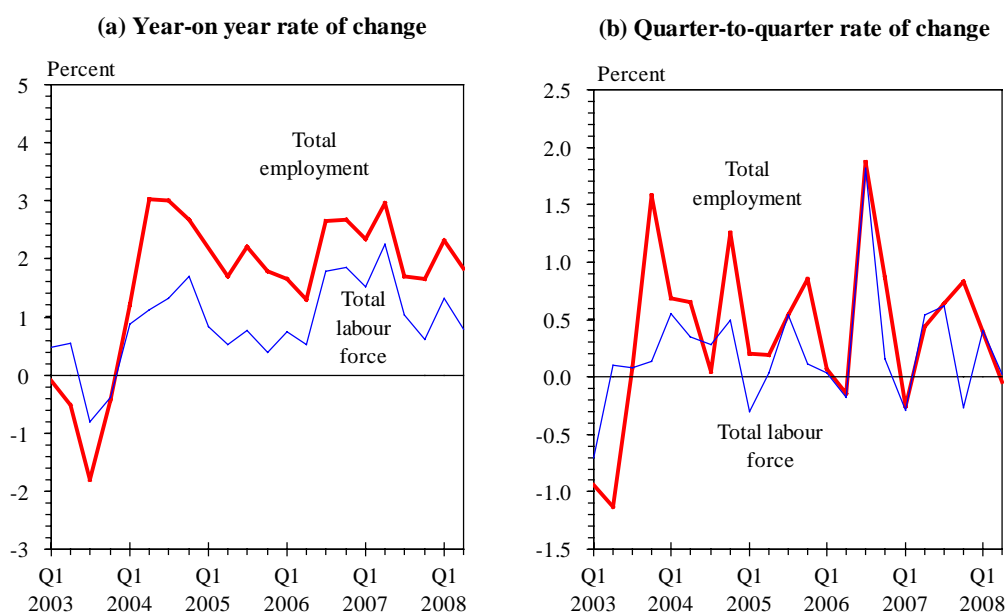 (a) Year-on year rate of change
Percent
5
4
3
2
1
0
-1
-2
-3
Total
employment
Total
labour
force
Q1 Q1 Q1 Q1 Q1 Q1
2003 2004 2005 2006 2007 2008
(b) Quarter-to-quarter rate of change
Percent
2.5
2.0
1.5
1.0
0.5
0.0
-0.5
-1.0
-1.5
Total
employment
Total labour
force
Q1 Q1 Q1 Q1 Q1 Q1
2003 2004 2005 2006 2007 2008